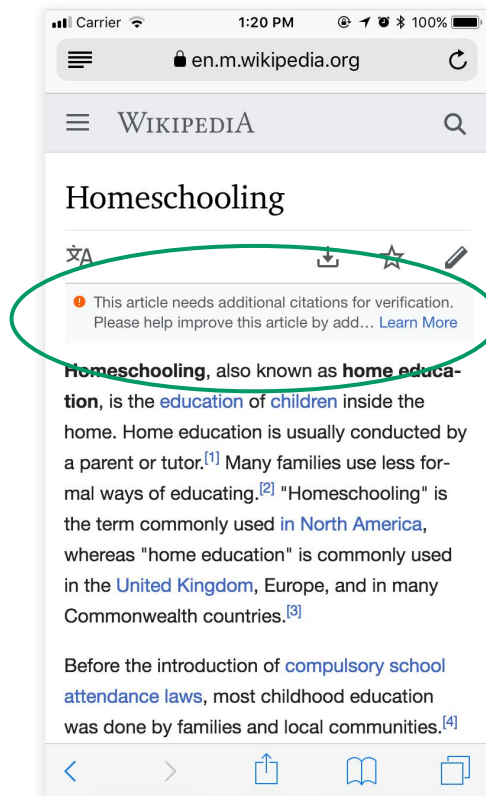 Carrier 1:20 PM 100%
en.m.wikipedia.org
WIKIPEDIA
Homeschooling
文A
This article needs additional citations for verification.
Please help improve this article by add… Learn More
Homeschooling, also known as home educa-
tion, is the education of children inside the
home. Home education is usually conducted by
a parent or tutor.[1] Many families use less for-
mal ways of educating.[2] "Homeschooling" is
the term commonly used in North America,
whereas "home education" is commonly used
in the United Kingdom, Europe, and in many
Commonwealth countries.[3]
Before the introduction of compulsory school
attendance laws, most childhood education
was done by families and local communities.[4]